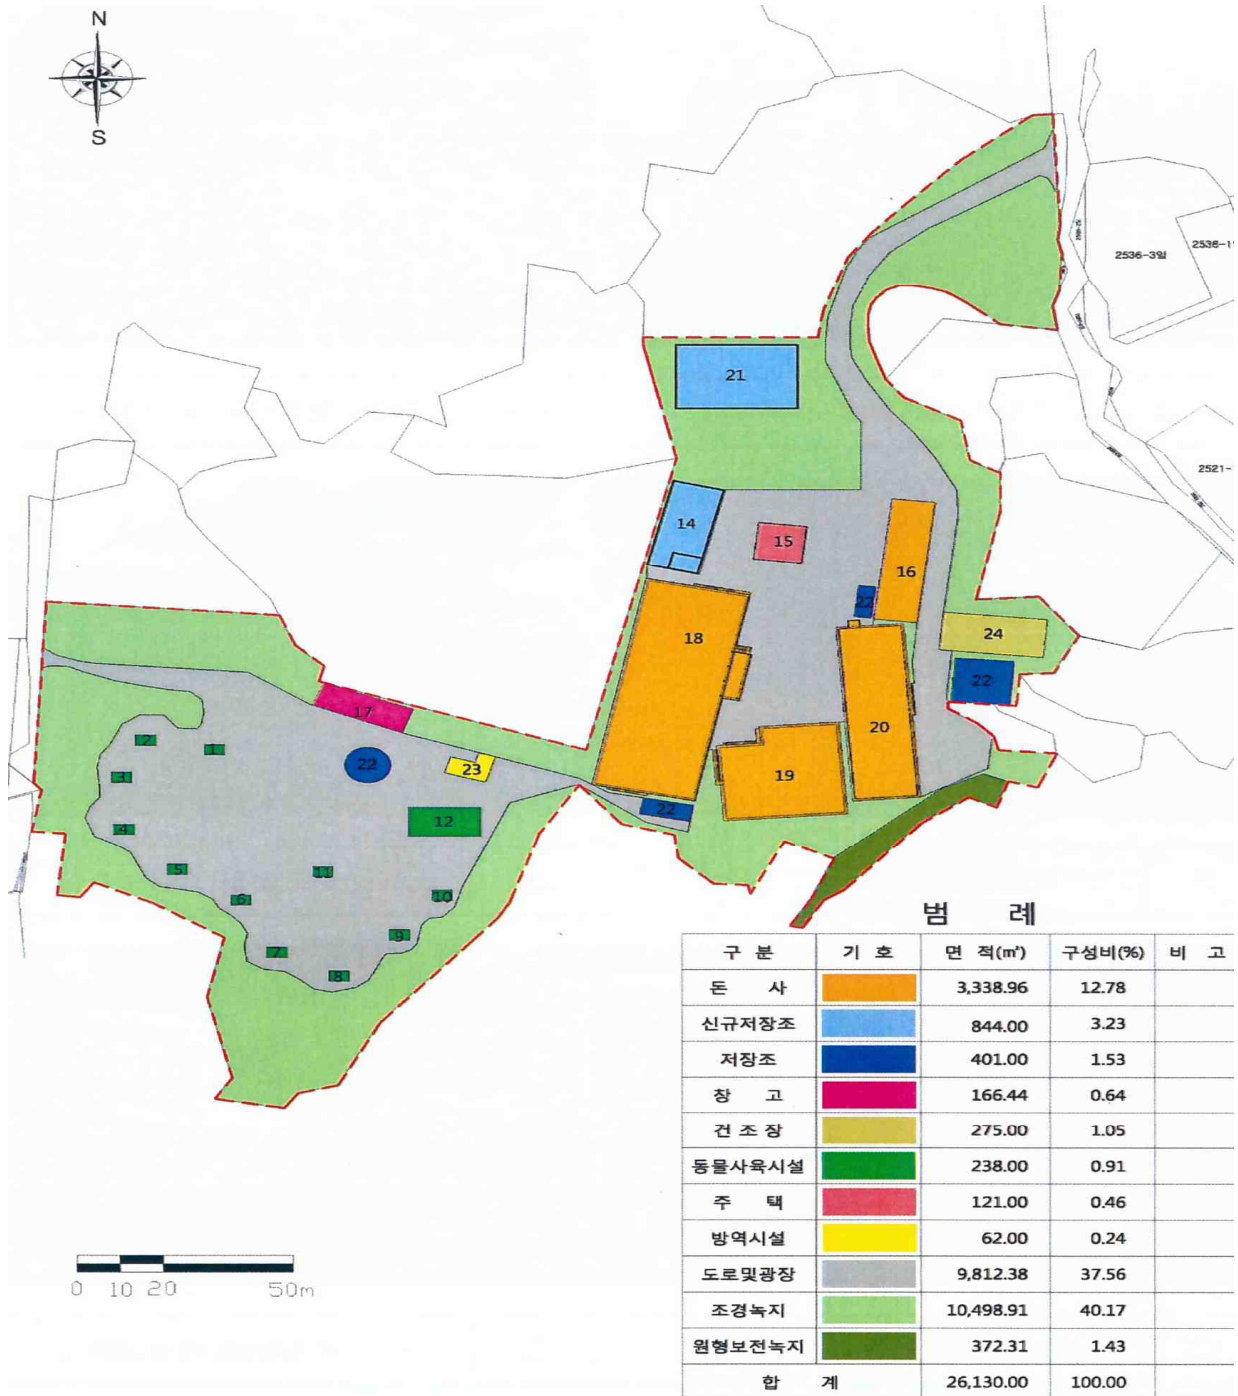 N
S
2536-3임
2536-1
2521-
21
14
15
16
18
22
24
22
20
19
22
17
22
23
12
1
2
3
4
5
6
7
8
9
10
11
0 10 20 50m
범 례
구 분 기 호 면 적(㎡) 구성비(%) 비 고
돈 사 3,338.96 12.78
신규저장조 844.00 3.23
저장조 401.00 1.53
창 고 166.44 0.64
건 조 장 275.00 1.05
동물사육시설 238.00 0.91
주 택 121.00 0.46
방역시설 62.00 0.24
도로및광장 9,812.38 37.56
조경녹지 10,498.91 40.17
원형보전녹지 372.31 1.43
합 계 26,130.00 100.00